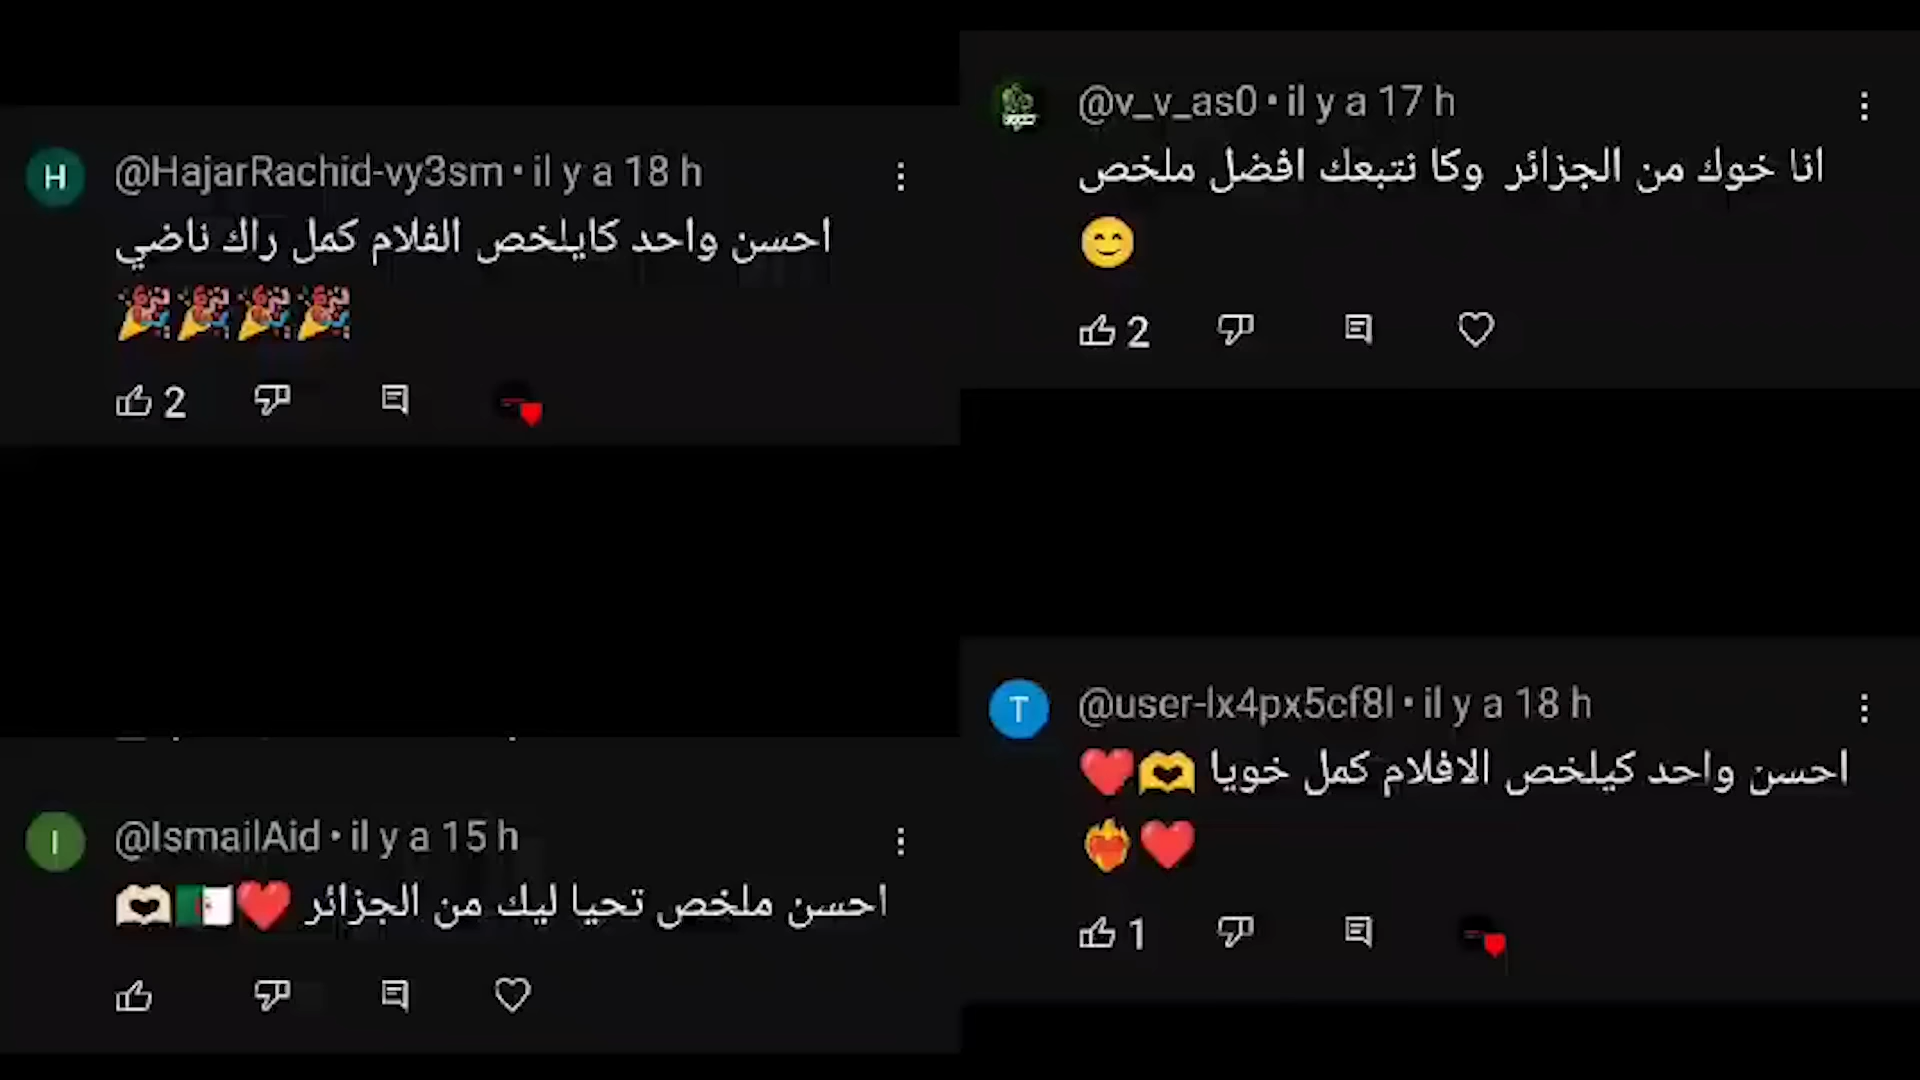 @HajarRachid-vy3sm • il y a 18 h
احسن واحد كايلخص الفلام كمل راك ناضي
🎉🎉🎉🎉
2
@v_v_as0 • il y a 17 h
انا خوك من الجزائر وكا نتبعك افضل ملخص
😊
2
@IsmailAid • il y a 15 h
احسن ملخص تحيا ليك من الجزائر ❤️🇩🇿🫶🏻
@user-lx4px5cf8l • il y a 18 h
احسن واحد كيلخص الافلام كمل خويا 🫶❤️
❤️❤️‍🔥
1